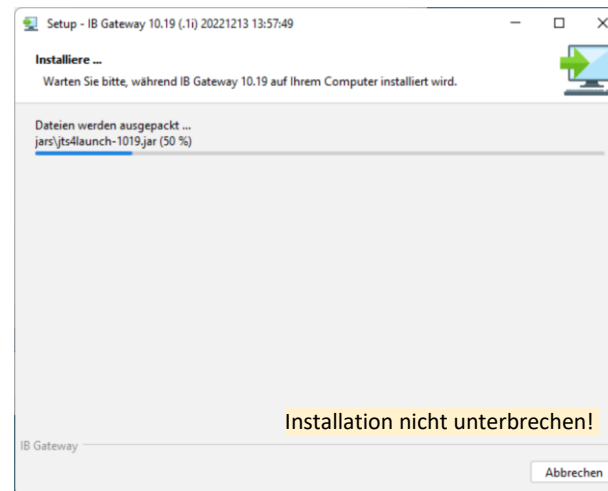 Setup - IB Gateway 10.19 (.1i) 20221213 13:57:49
Installiere ...
Warten Sie bitte, während IB Gateway 10.19 auf Ihrem Computer installiert wird.
Dateien werden ausgepackt ...
jars\jts4launch-1019.jar (50 %)
Installation nicht unterbrechen!
IB Gateway
Abbrechen